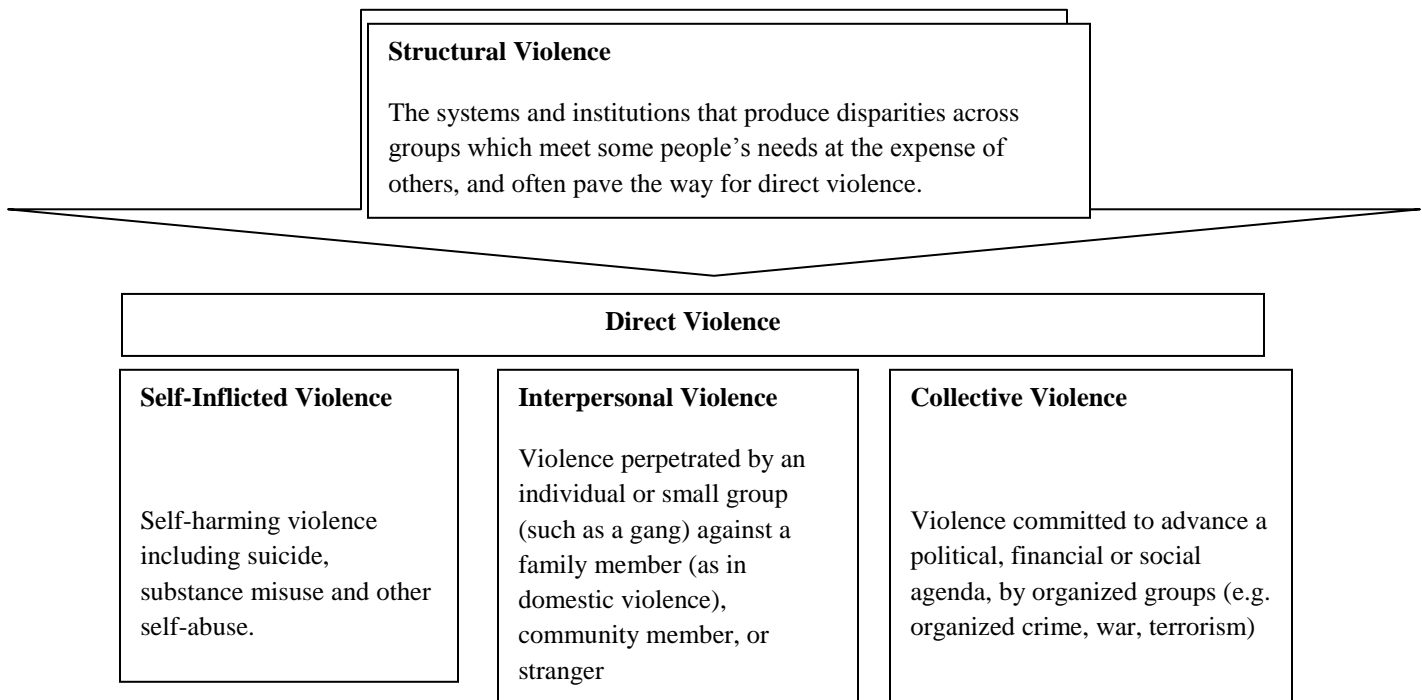 Structural Violence
The systems and institutions that produce disparities across
groups which meet some people’s needs at the expense of
others, and often pave the way for direct violence.
Direct Violence
Self-Inflicted Violence
Self-harming violence
including suicide,
substance misuse and other
self-abuse.
Interpersonal Violence
Violence perpetrated by an
individual or small group
(such as a gang) against a
family member (as in
domestic violence),
community member, or
stranger
Collective Violence
Violence committed to advance a
political, financial or social
agenda, by organized groups (e.g.
organized crime, war, terrorism)